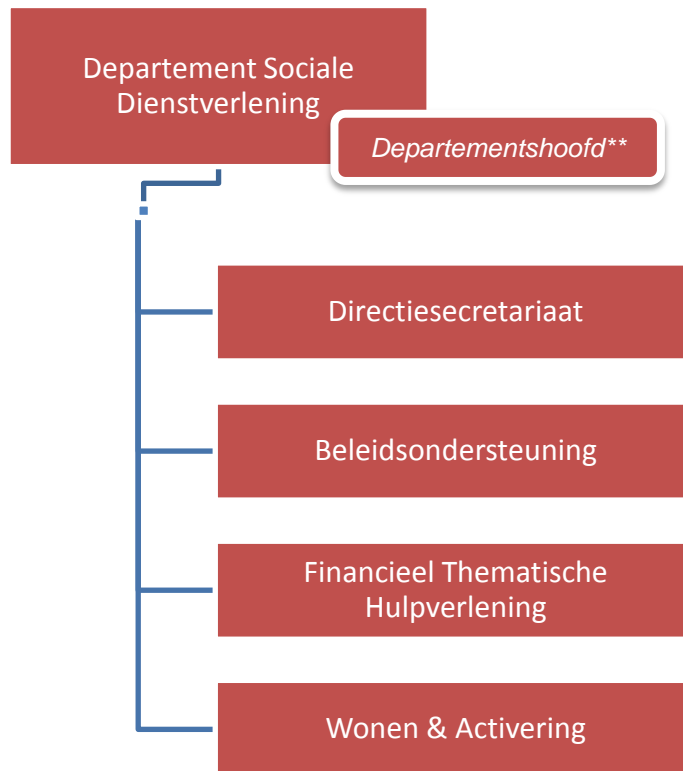 Departement Sociale
Dienstverlening
Departementshoofd**
Directiesecretariaat
Beleidsondersteuning
Financieel Thematische
Hulpverlening
Wonen & Activering